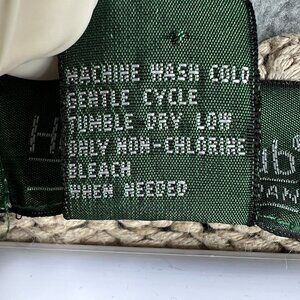 MACHINE WASH COLD
GENTLE CYCLE
TUMBLE DRY LOW
ONLY NON-CHLORINE
BLEACH
WHEN NEEDED